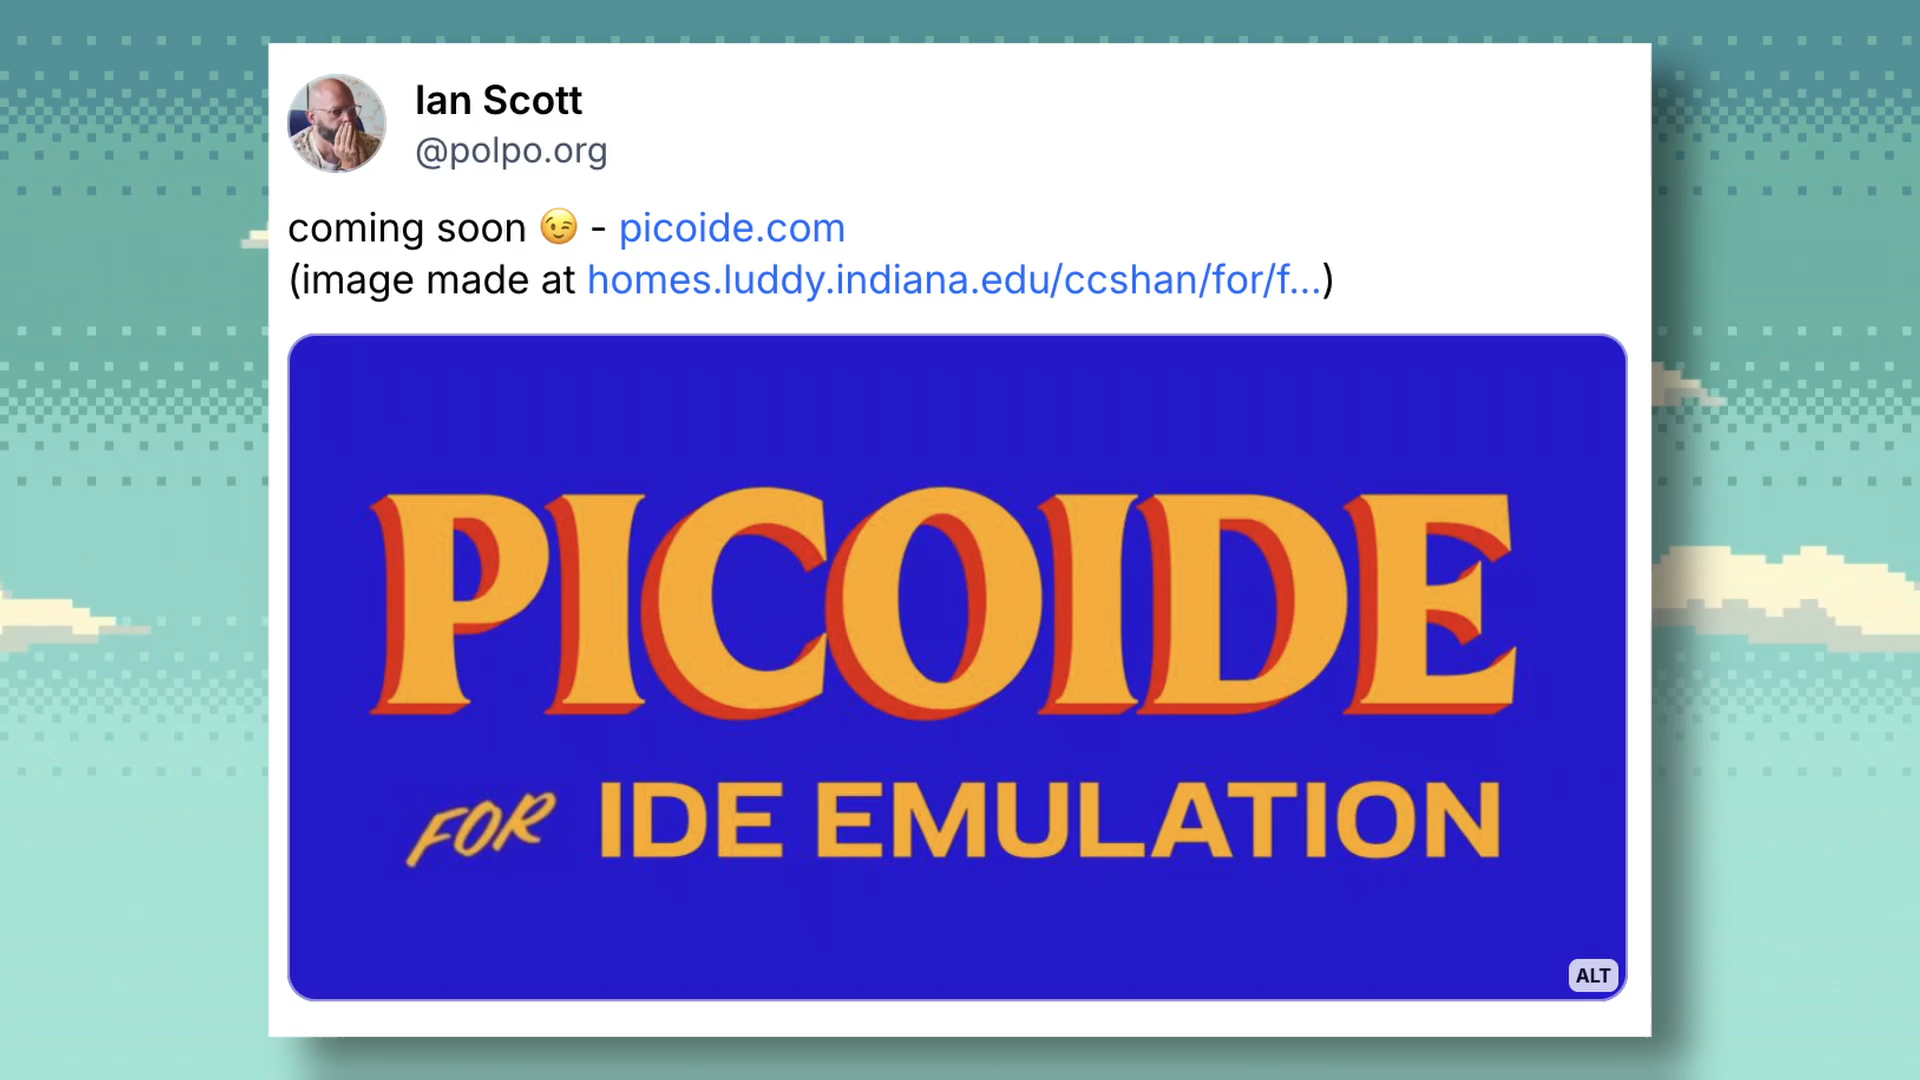 Ian Scott
@polpo.org
coming soon 😉 - picoide.com
(image made at homes.luddy.indiana.edu/ccshan/for/f...)
PICOIDE
FOR IDE EMULATION
ALT